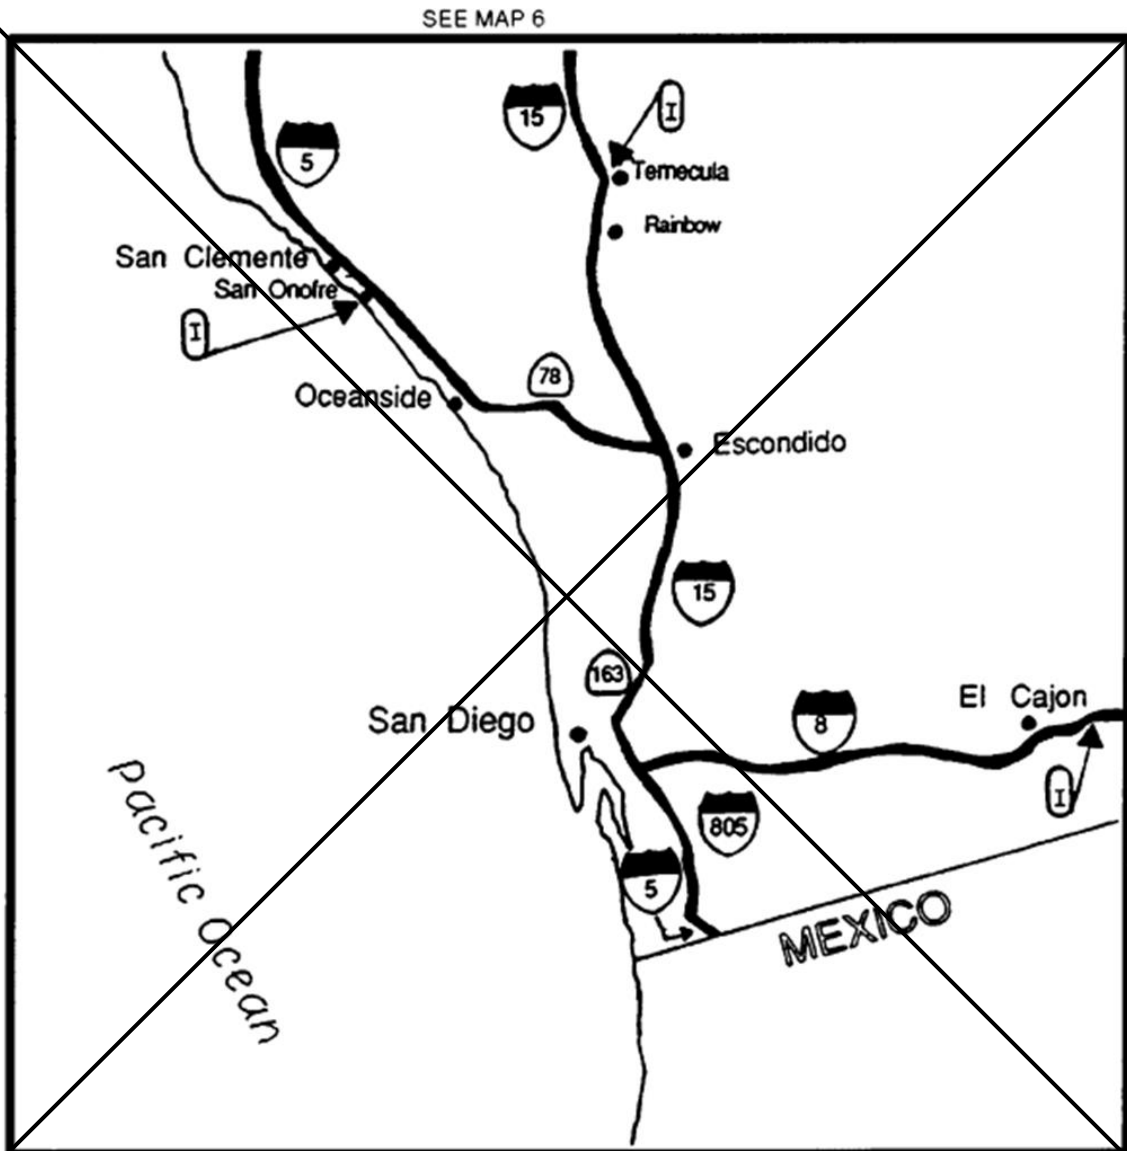 SEE MAP 6
15
I
5
Temecula
Rainbow
San Clemente
San Onofre
I
78
Oceanside
Escondido
15
163
El Cajon
San Diego
8
I
805
5
Pacific Ocean
MEXICO